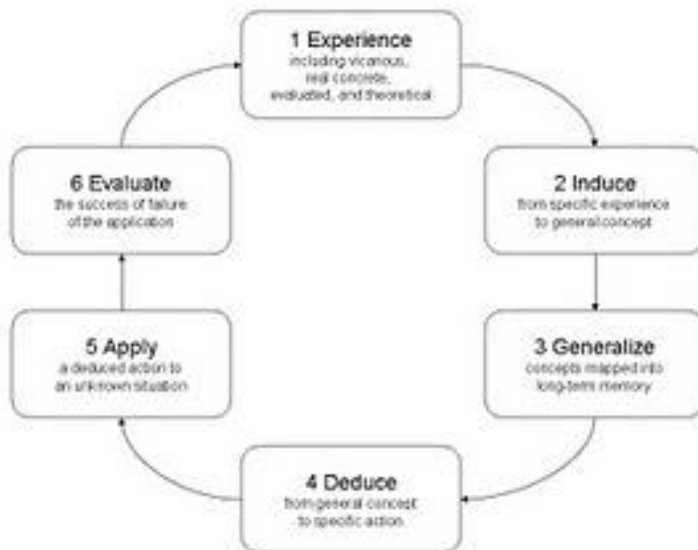 1 Experience
including vicarious,
real concrete,
evaluated, and theoretical
2 Induce
from specific experience
to general concept
3 Generalize
concepts mapped into
long-term memory
4 Deduce
from general concept
to specific action
5 Apply
a deduced action to
an unknown situation
6 Evaluate
the success of failure
of the application